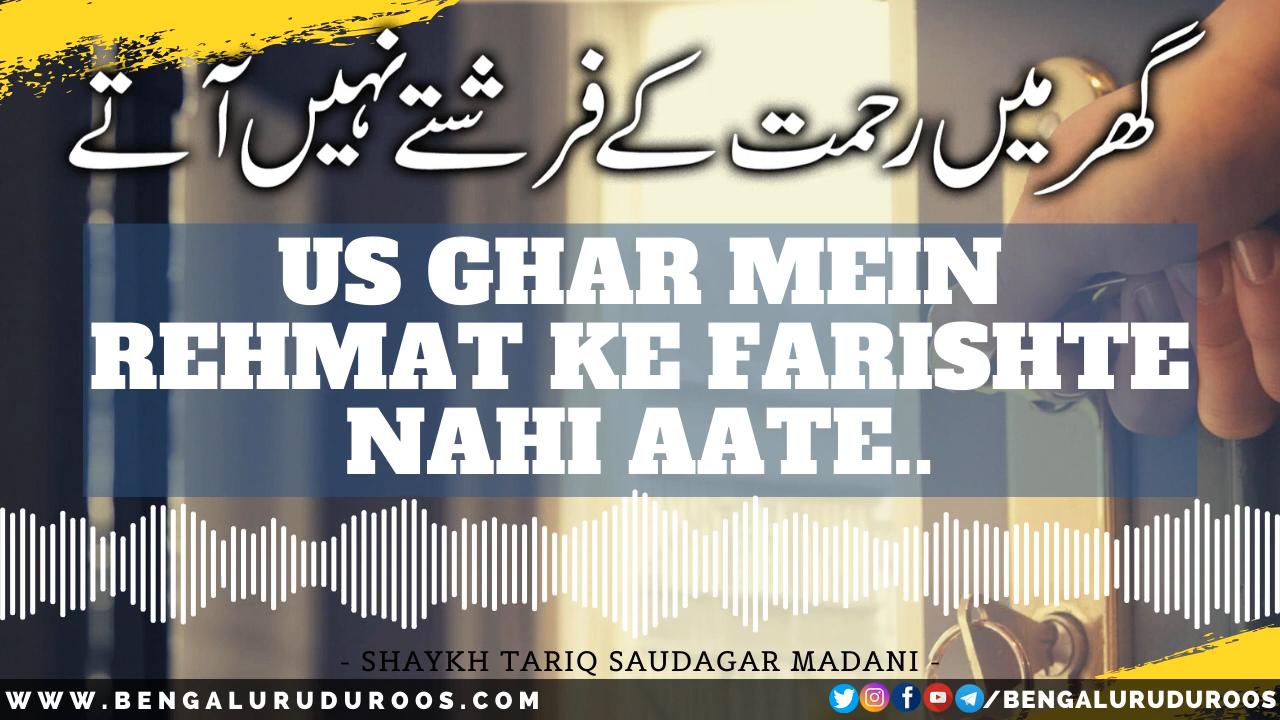 گھر میں رحمت کے فرشتے نہیں آتے
US GHAR MEIN
REHMAT KE FARISHTE
NAHI AATE..
- SHAYKH TARIQ SAUDAGAR MADANI -
WWW.BENGALURUDUROOS.COM
/BENGALURUDUROOS